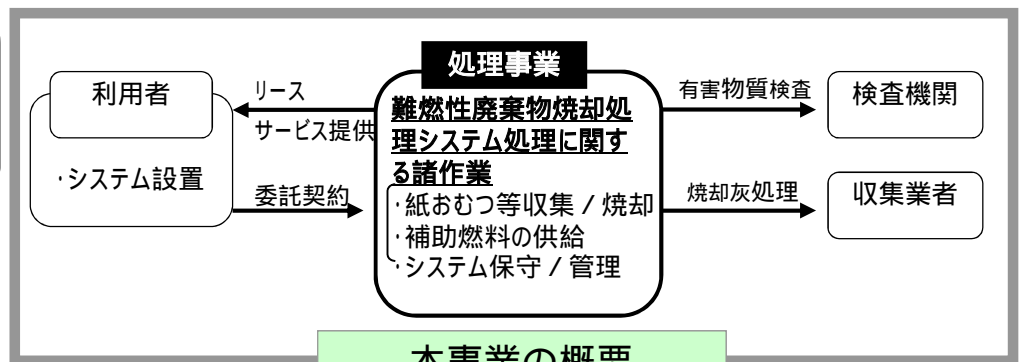 処理事業
利用者
・システム設置
リース
サービス提供
委託契約
難燃性廃棄物焼却処
理システム処理に関す
る諸作業
・紙おむつ等収集 / 焼却
・補助燃料の供給
・システム保守 / 管理
有害物質検査
検査機関
焼却灰処理
収集業者
本事業の概要